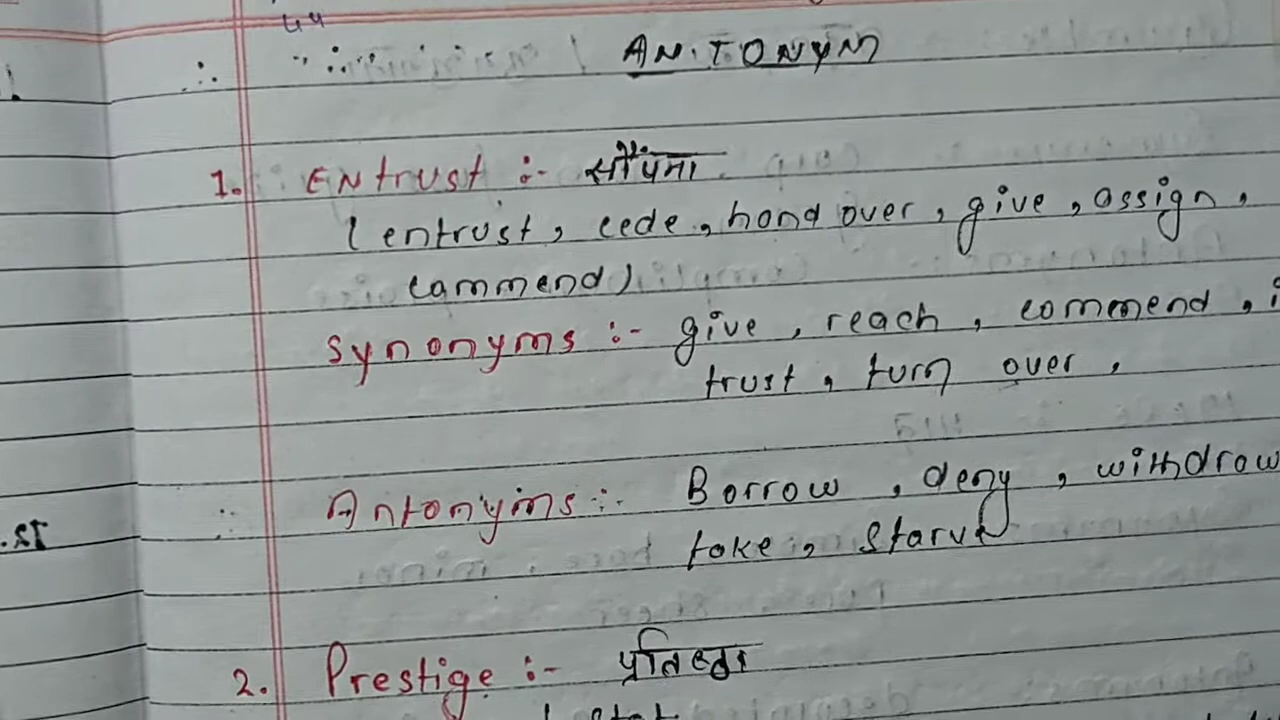 ANTONYM
1. Entrust :- सौंपना
(entrust, cede, hand over, give, assign,
commend)
Synonyms :- give, reach, commend,
trust, turn over,
Antonyms :- Borrow, deny, withdrow
take, starve
2. Prestige :- प्रतिष्ठा